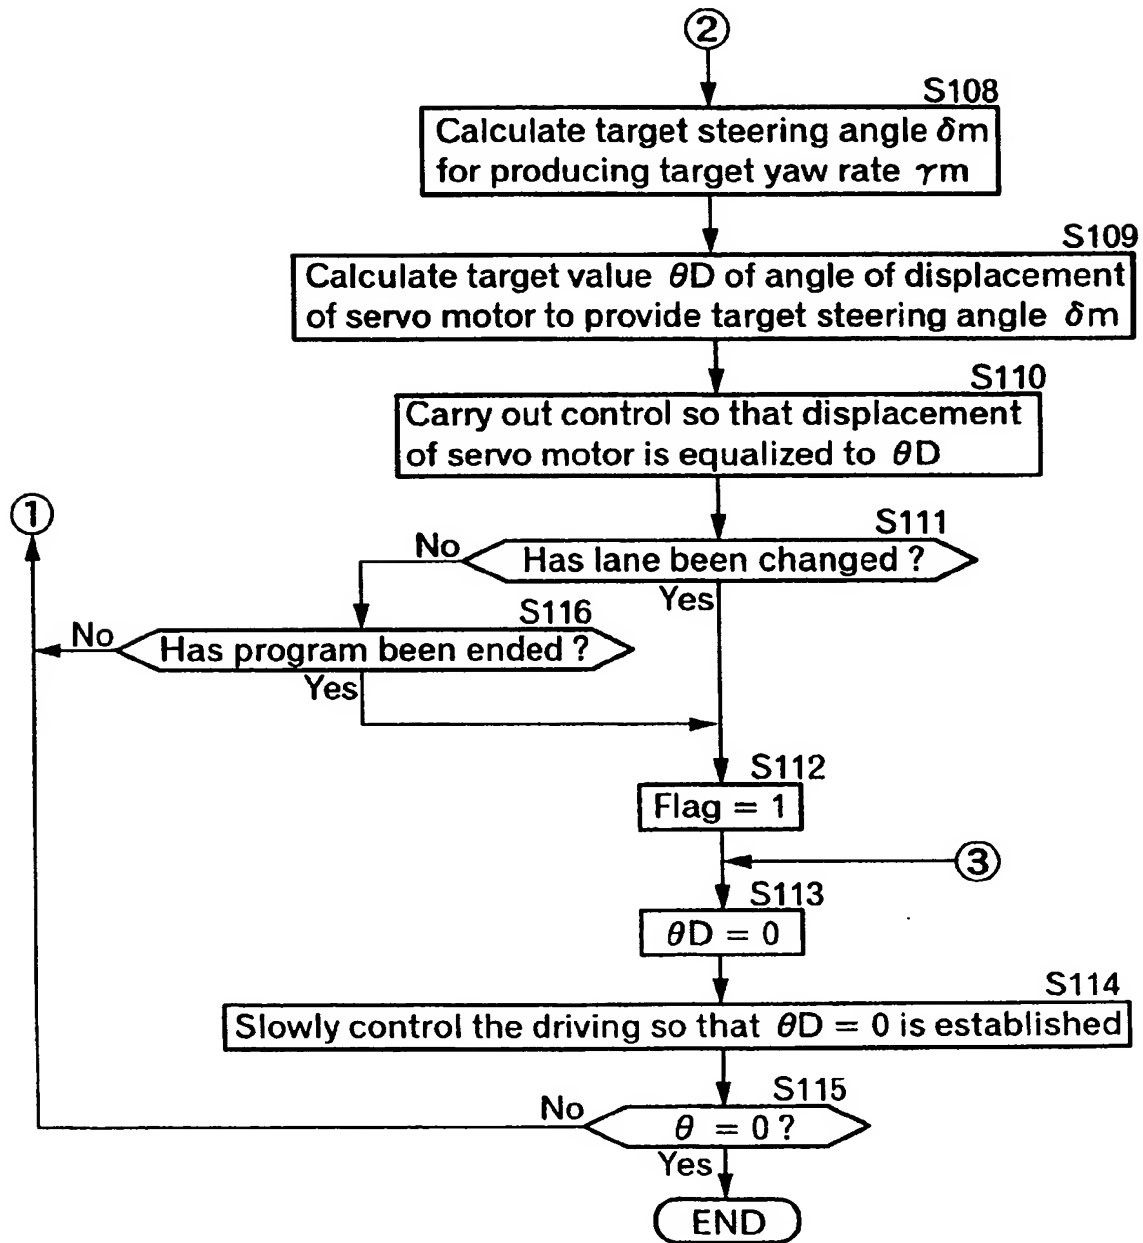 ②
S108
Calculate target steering angle δm
for producing target yaw rate γm
S109
Calculate target value θD of angle of displacement
of servo motor to provide target steering angle δm
S110
Carry out control so that displacement
of servo motor is equalized to θD
①
S111
No
Has lane been changed ?
Yes
S116
No
Has program been ended ?
Yes
S112
Flag = 1
③
S113
θD = 0
S114
Slowly control the driving so that θD = 0 is established
S115
No
θ = 0 ?
Yes
END